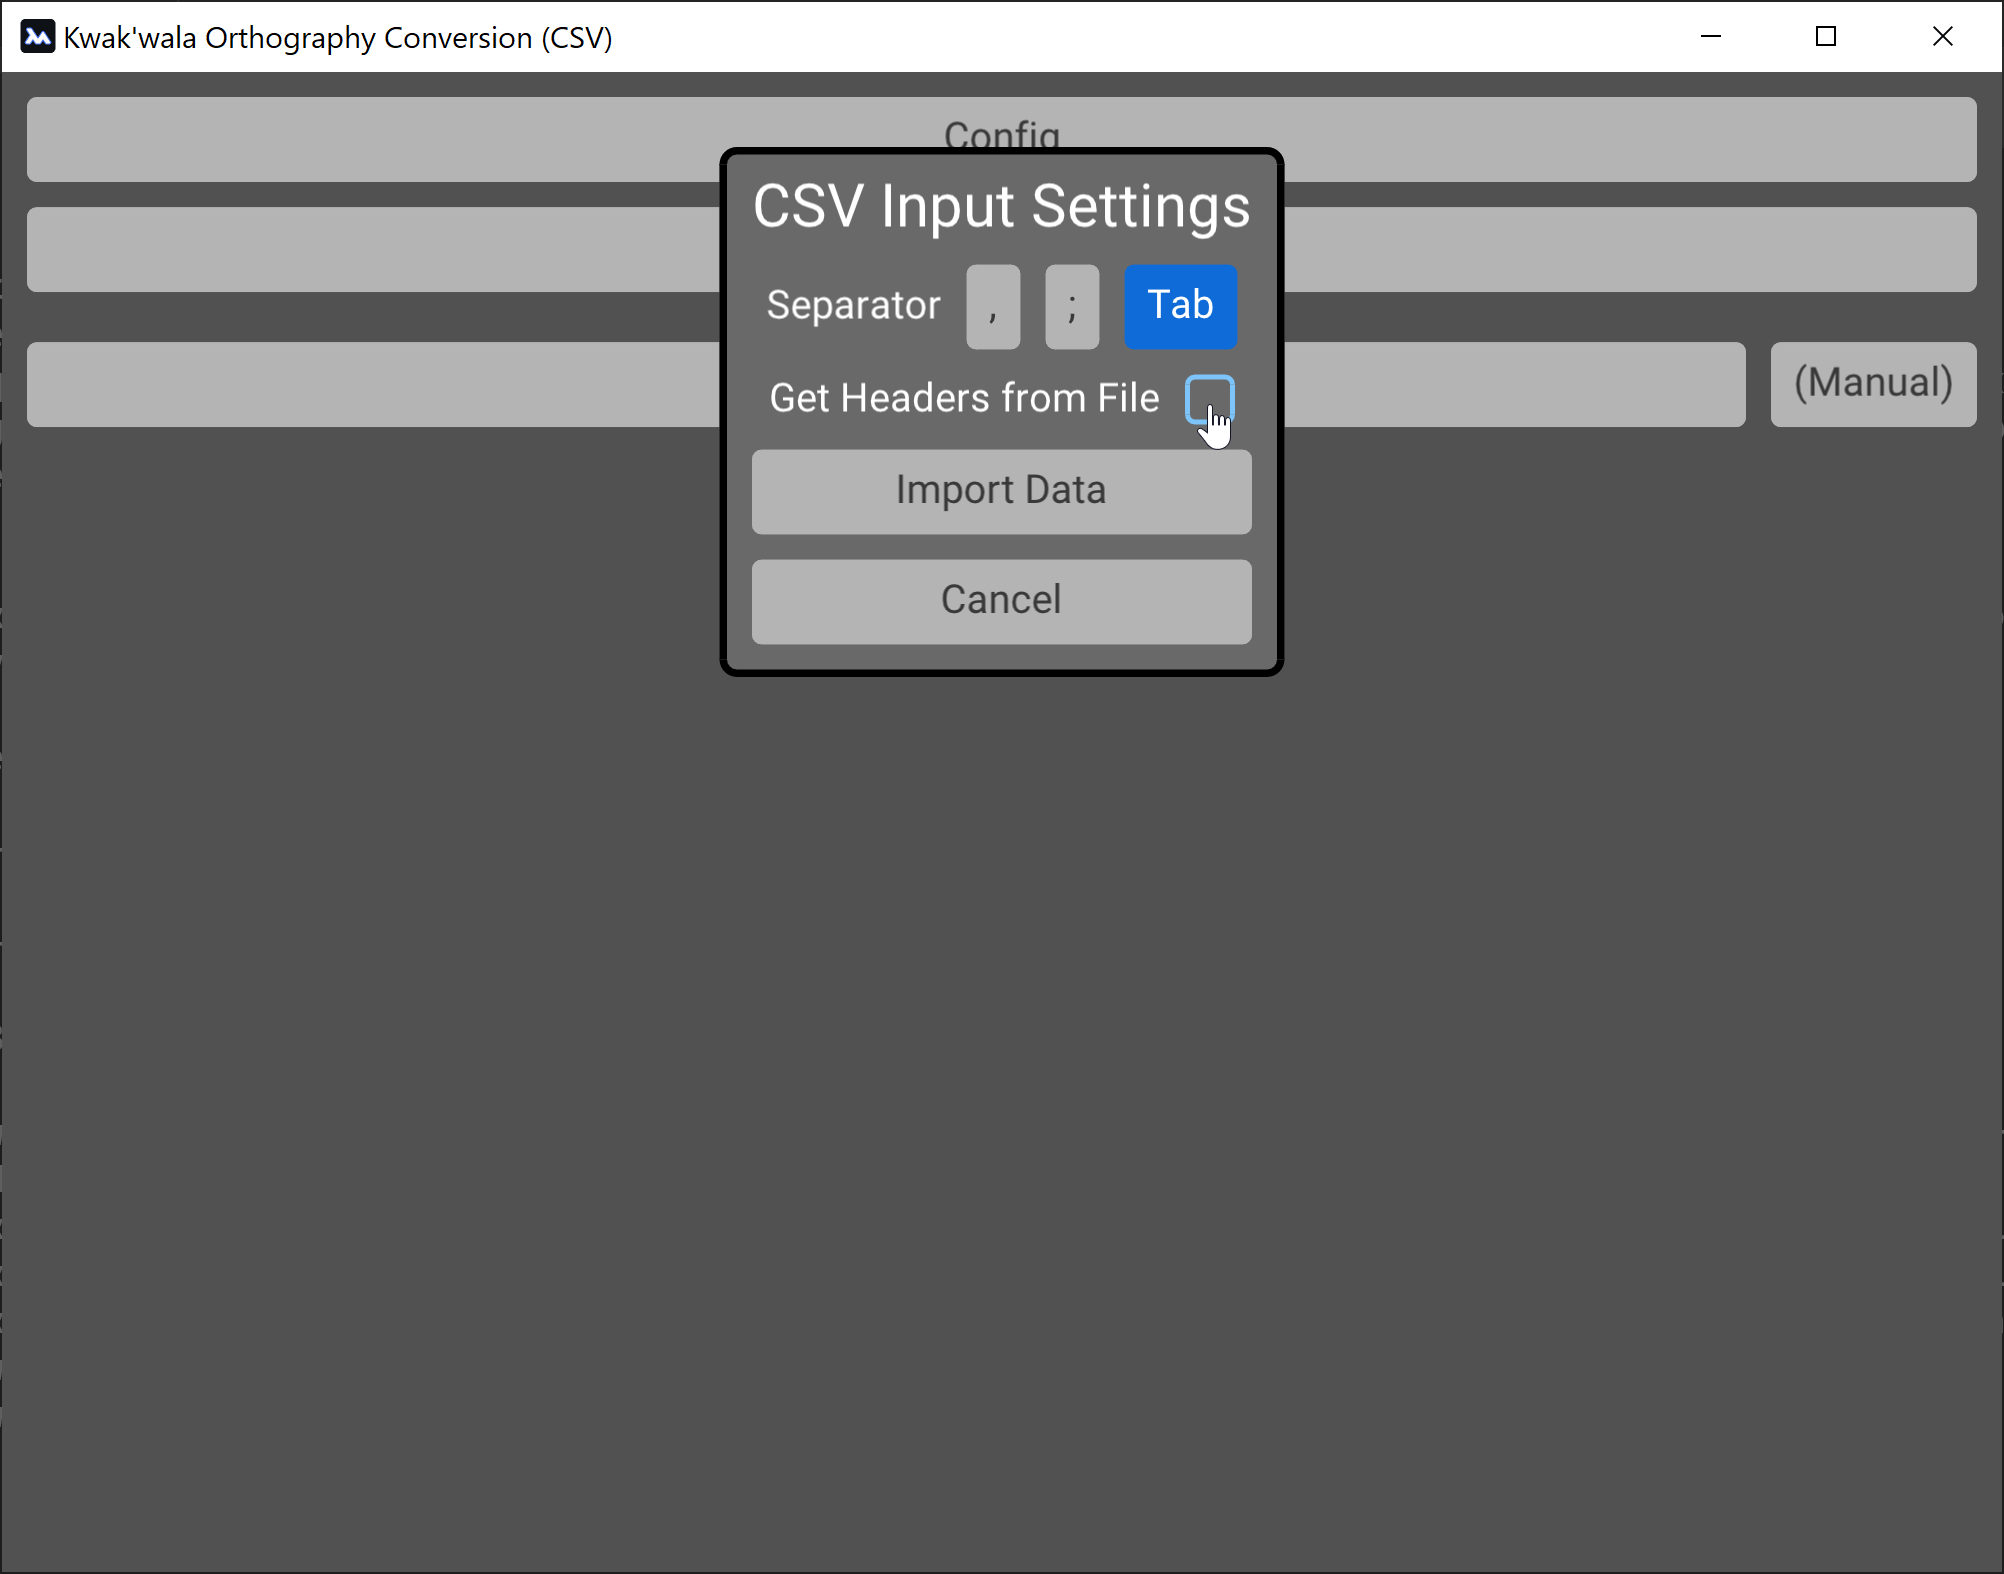 Kwak'wala Orthography Conversion (CSV)
Config
CSV Input Settings
Separator , ; Tab
(Manual)
Get Headers from File
Import Data
Cancel